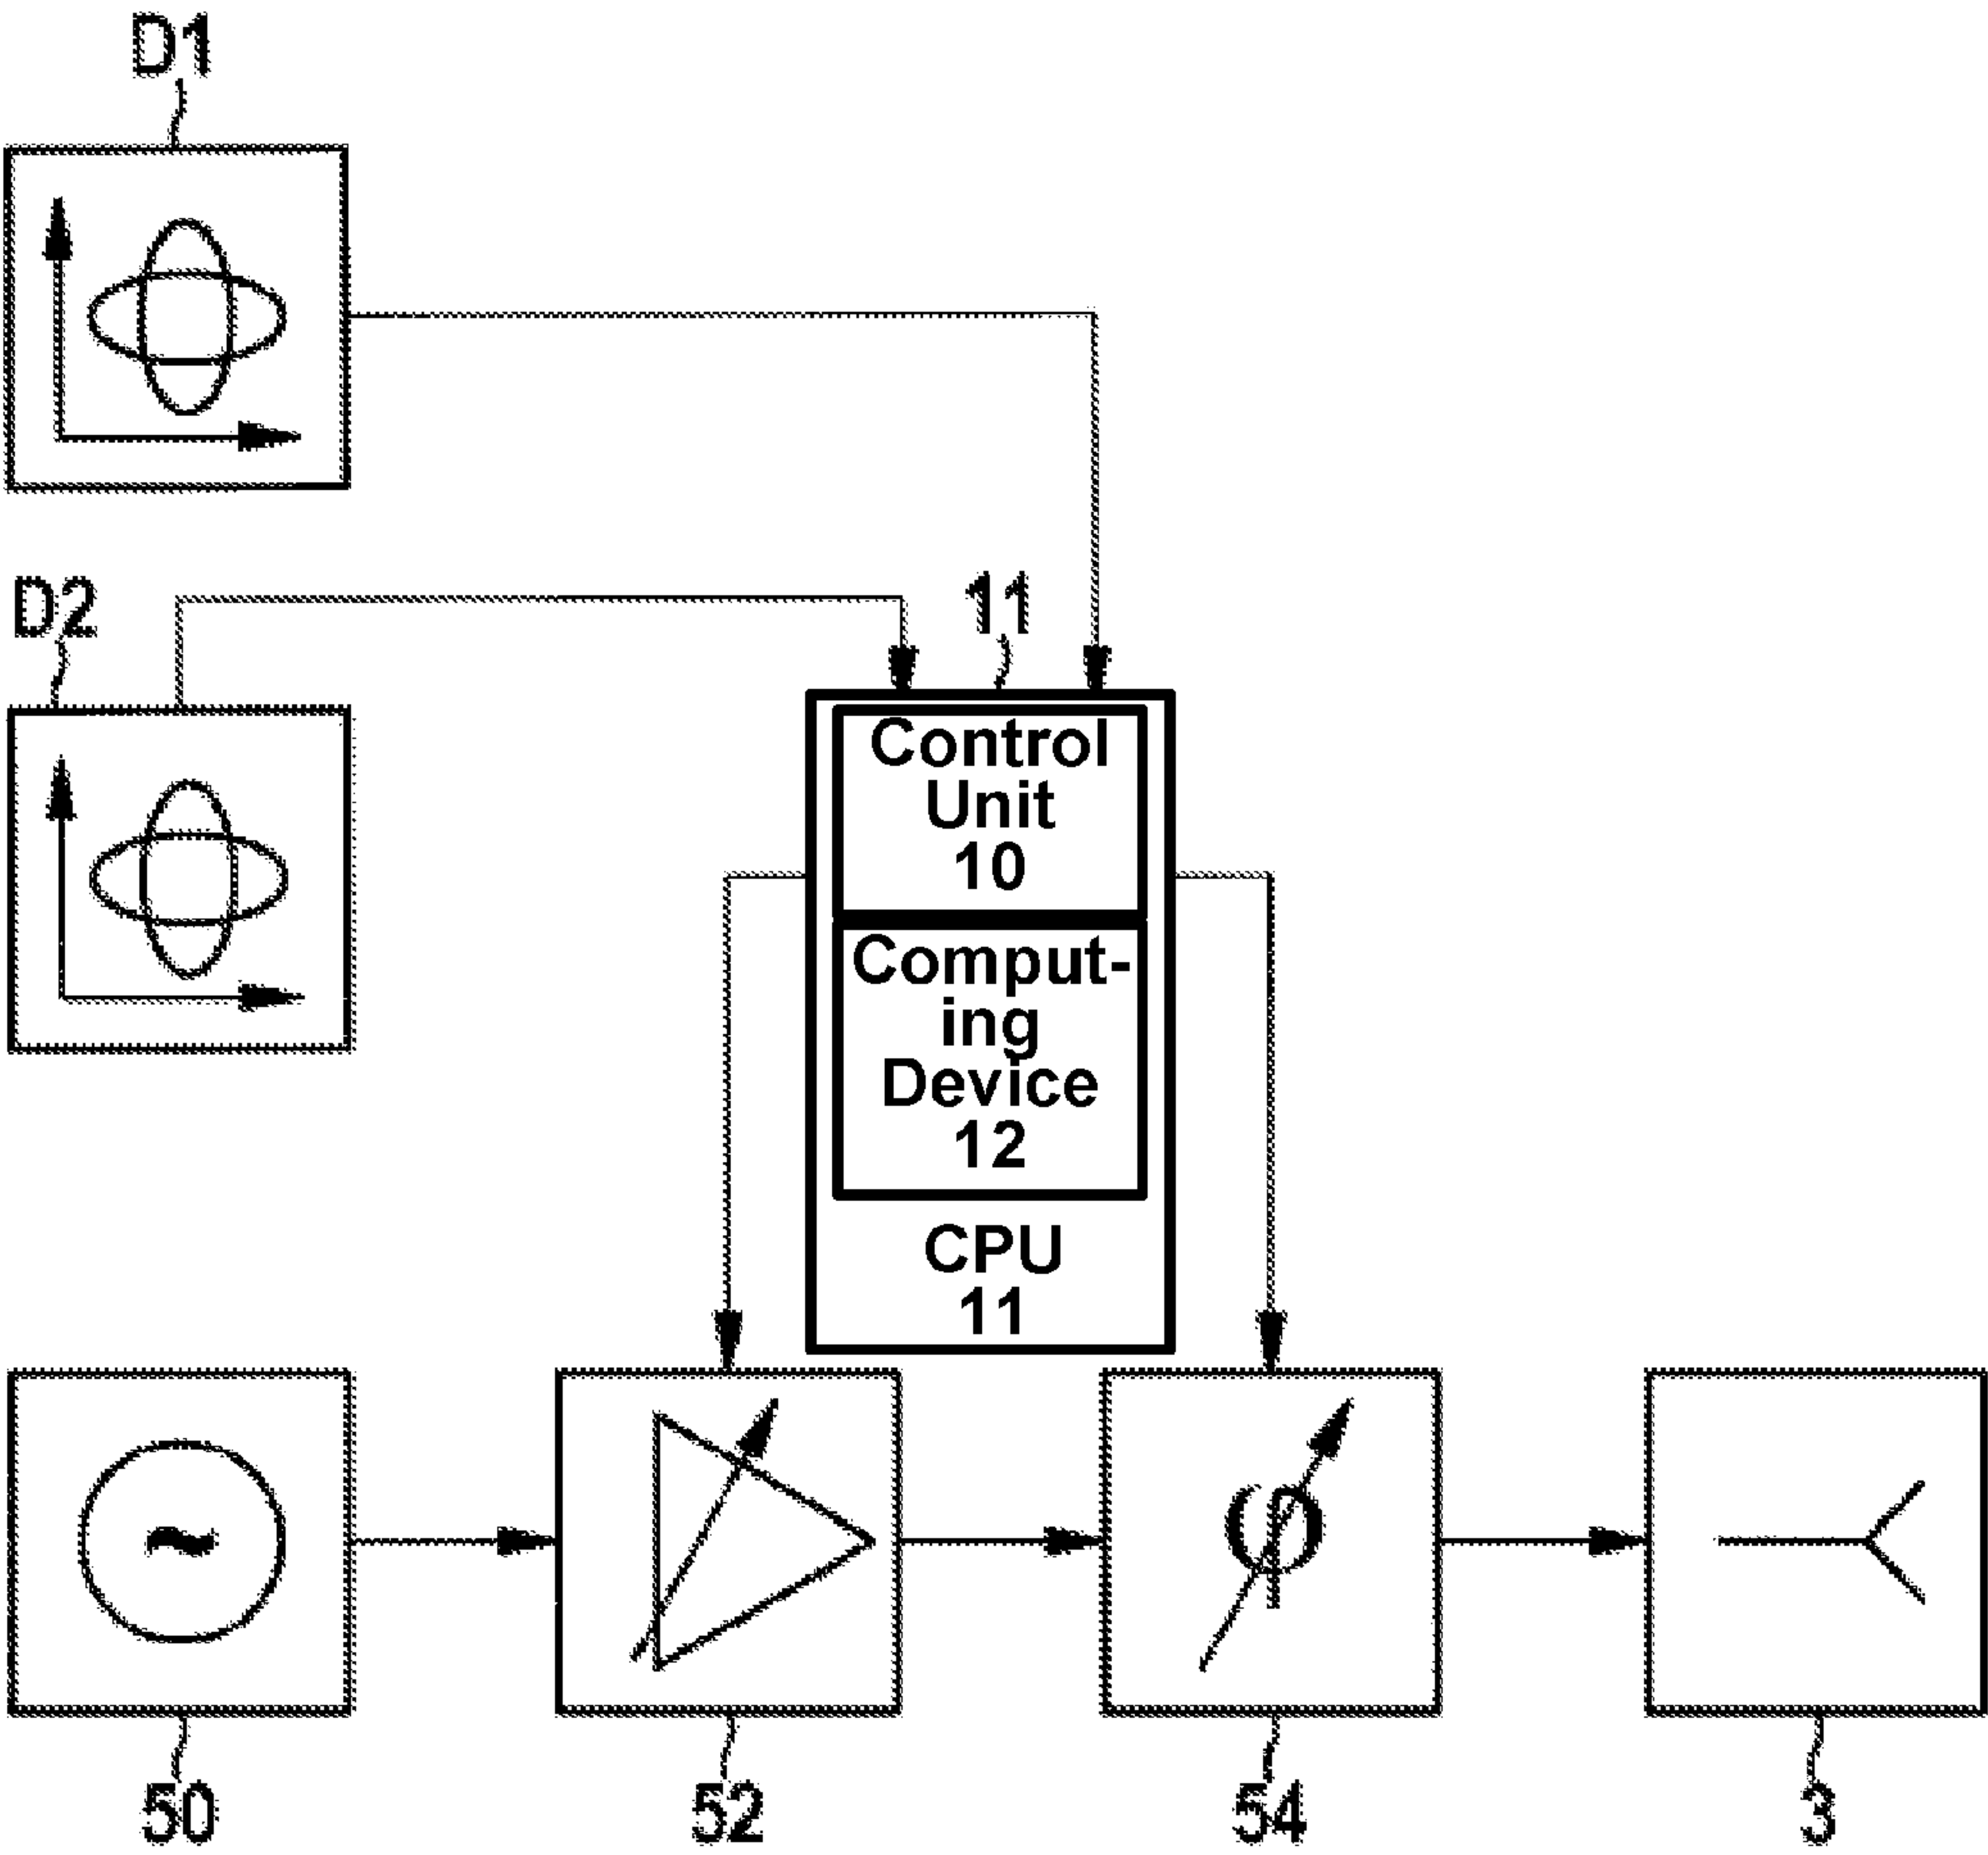 D1
D2
11
Control
Unit
10
Comput-
ing
Device
12
CPU
11
~
φ
50
52
54
3